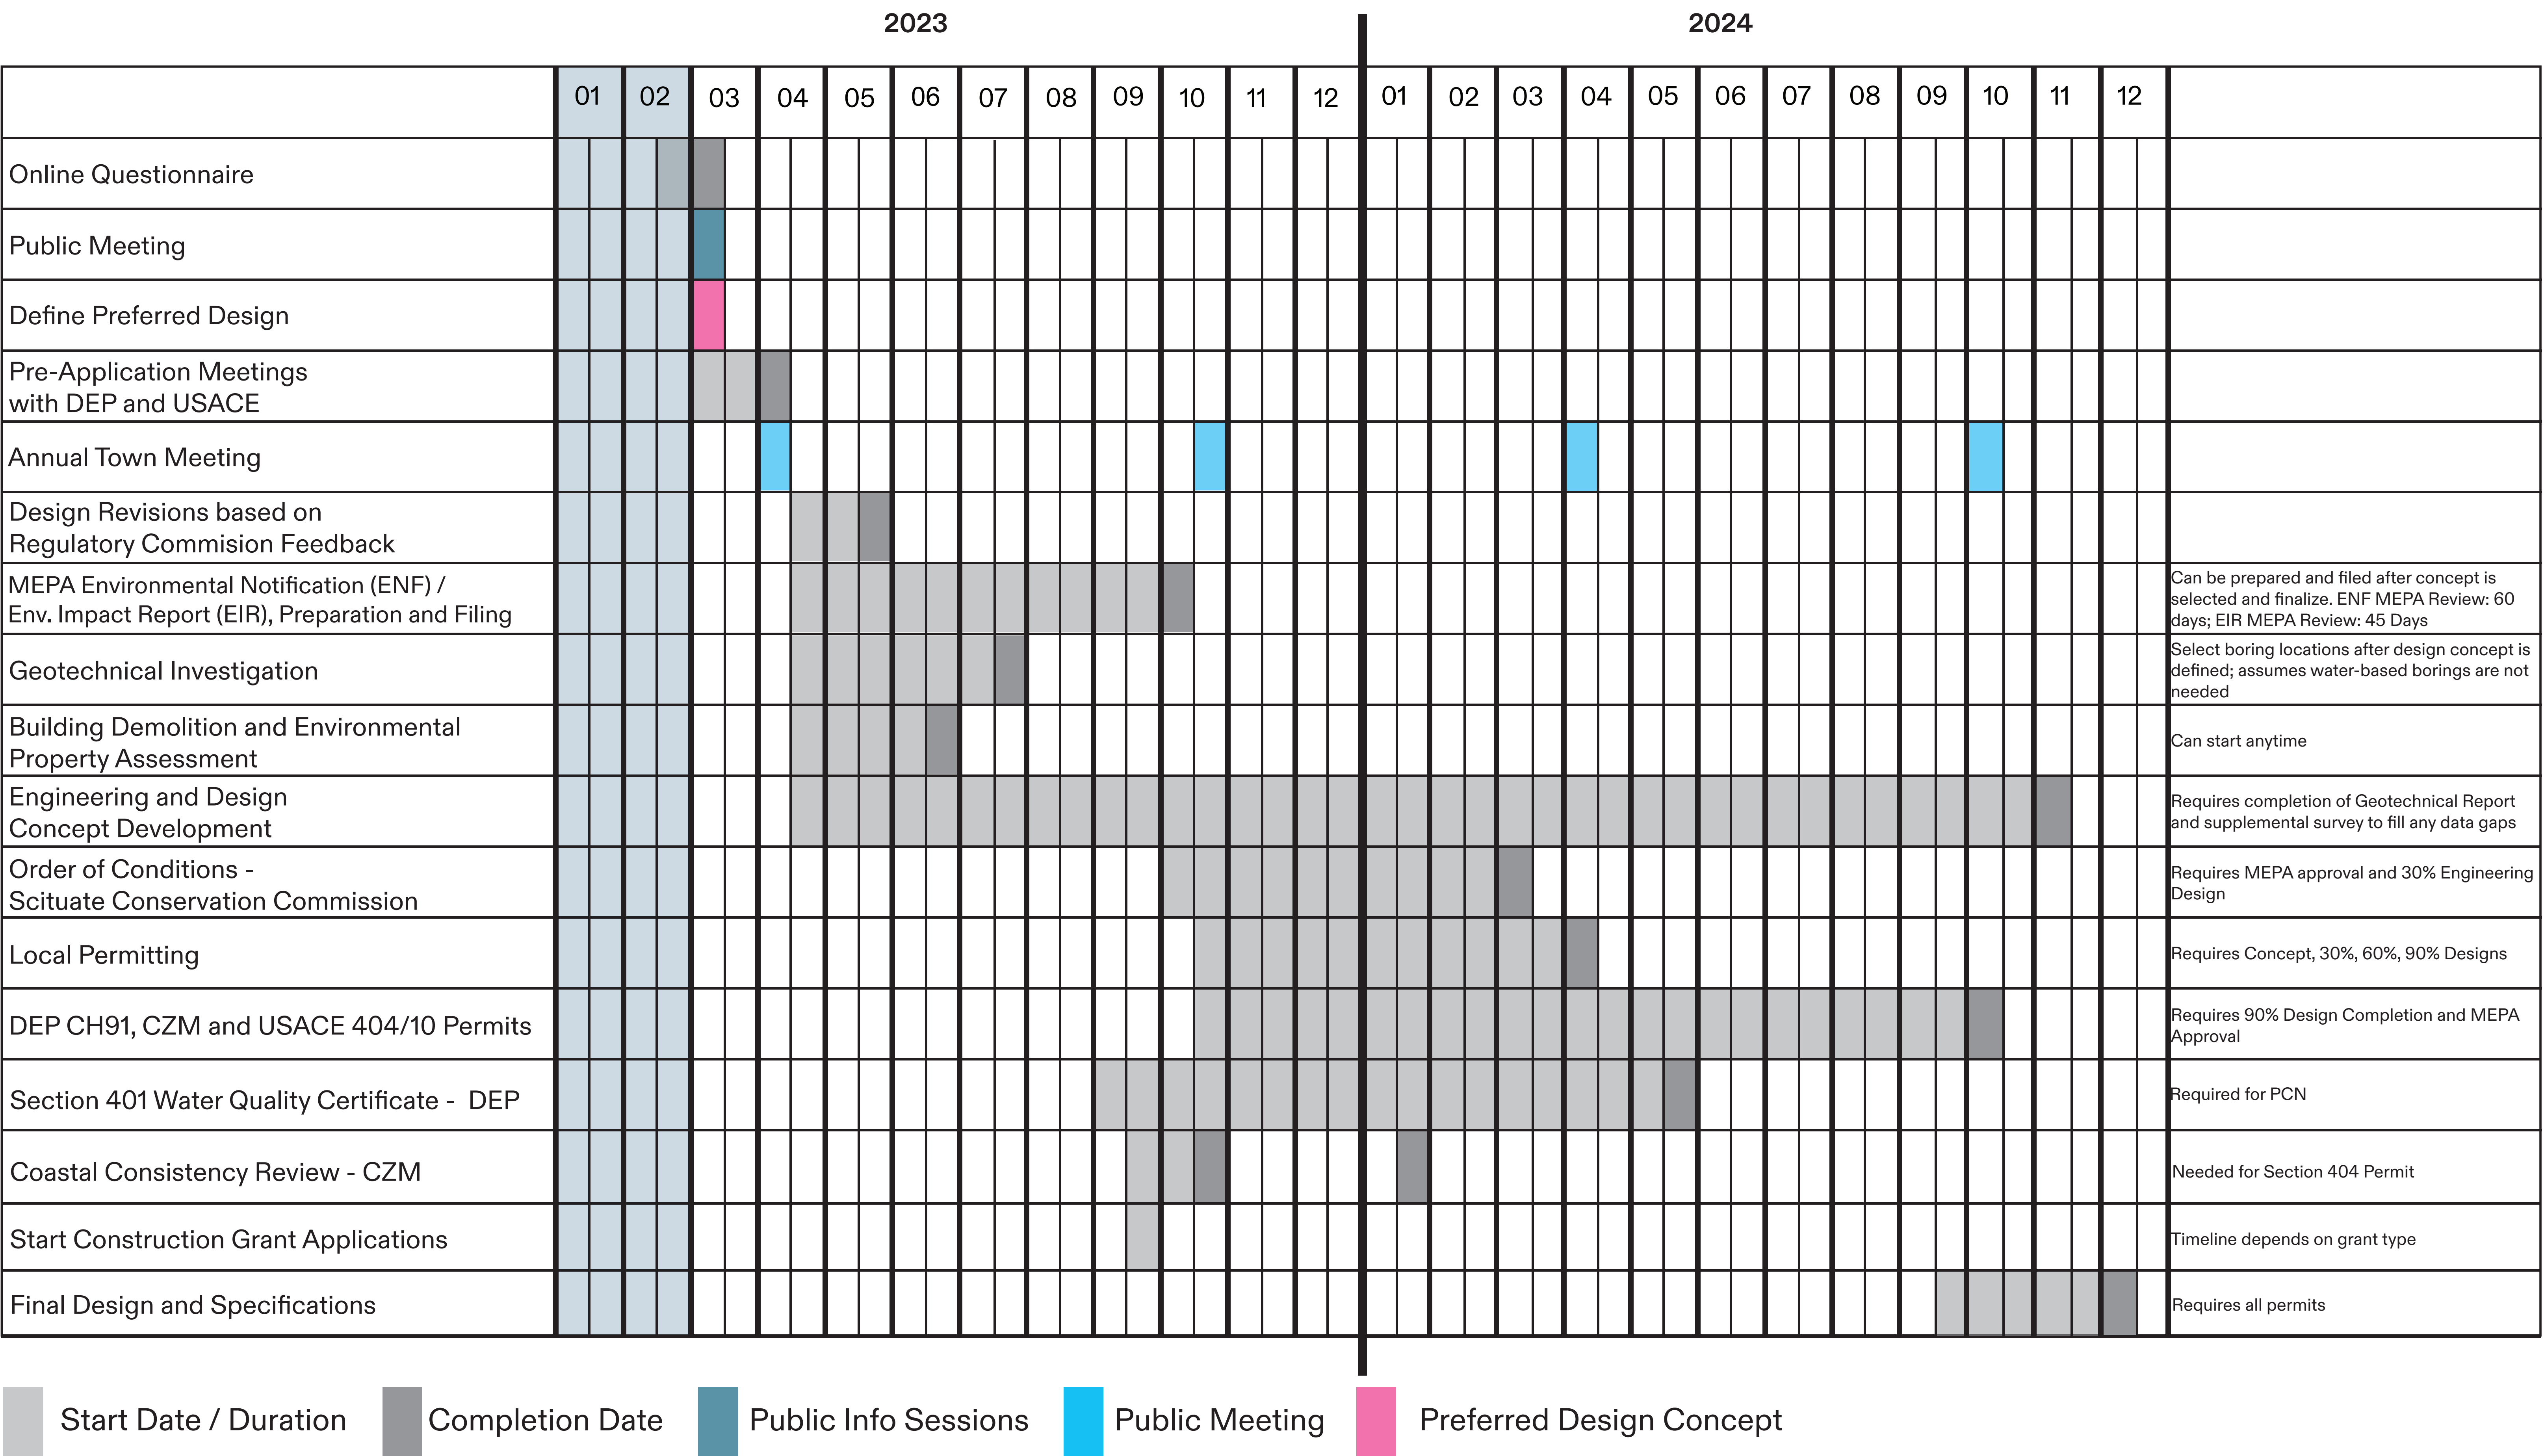 2023
2024
01 02 03 04 05 06 07 08 09 10 11 12 01 02 03 04 05 06 07 08 09 10 11 12
Online Questionnaire
Public Meeting
Define Preferred Design
Pre-Application Meetings
with DEP and USACE
Annual Town Meeting
Design Revisions based on
Regulatory Commision Feedback
MEPA Environmental Notification (ENF) /
Env. Impact Report (EIR), Preparation and Filing
Can be prepared and filed after concept is
selected and finalize. ENF MEPA Review: 60
days; EIR MEPA Review: 45 Days
Geotechnical Investigation
Select boring locations after design concept is
defined; assumes water-based borings are not
needed
Building Demolition and Environmental
Property Assessment
Can start anytime
Engineering and Design
Concept Development
Requires completion of Geotechnical Report
and supplemental survey to fill any data gaps
Order of Conditions -
Scituate Conservation Commission
Requires MEPA approval and 30% Engineering
Design
Local Permitting
Requires Concept, 30%, 60%, 90% Designs
DEP CH91, CZM and USACE 404/10 Permits
Requires 90% Design Completion and MEPA
Approval
Section 401 Water Quality Certificate - DEP
Required for PCN
Coastal Consistency Review - CZM
Needed for Section 404 Permit
Start Construction Grant Applications
Timeline depends on grant type
Final Design and Specifications
Requires all permits
Start Date / Duration
Completion Date
Public Info Sessions
Public Meeting
Preferred Design Concept